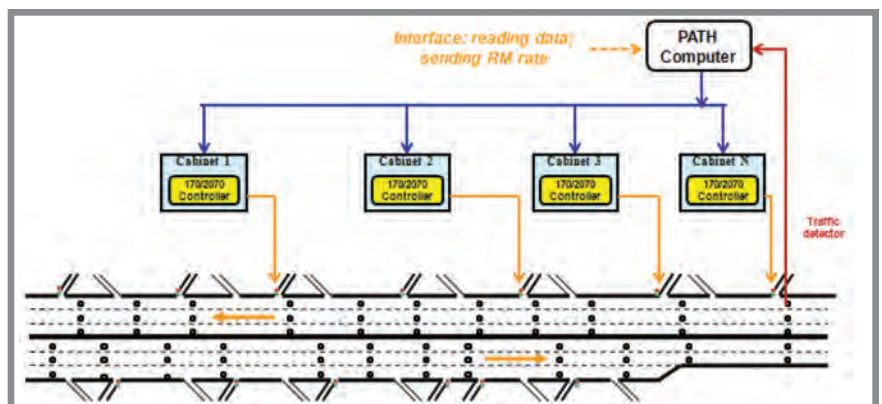 Interface: reading data;
sending RM rate
PATH
Computer
Cabinet 1
170/2070
Controller
Cabinet 2
170/2070
Controller
Cabinet 3
170/2070
Controller
Cabinet N
170/2070
Controller
Traffic
detector